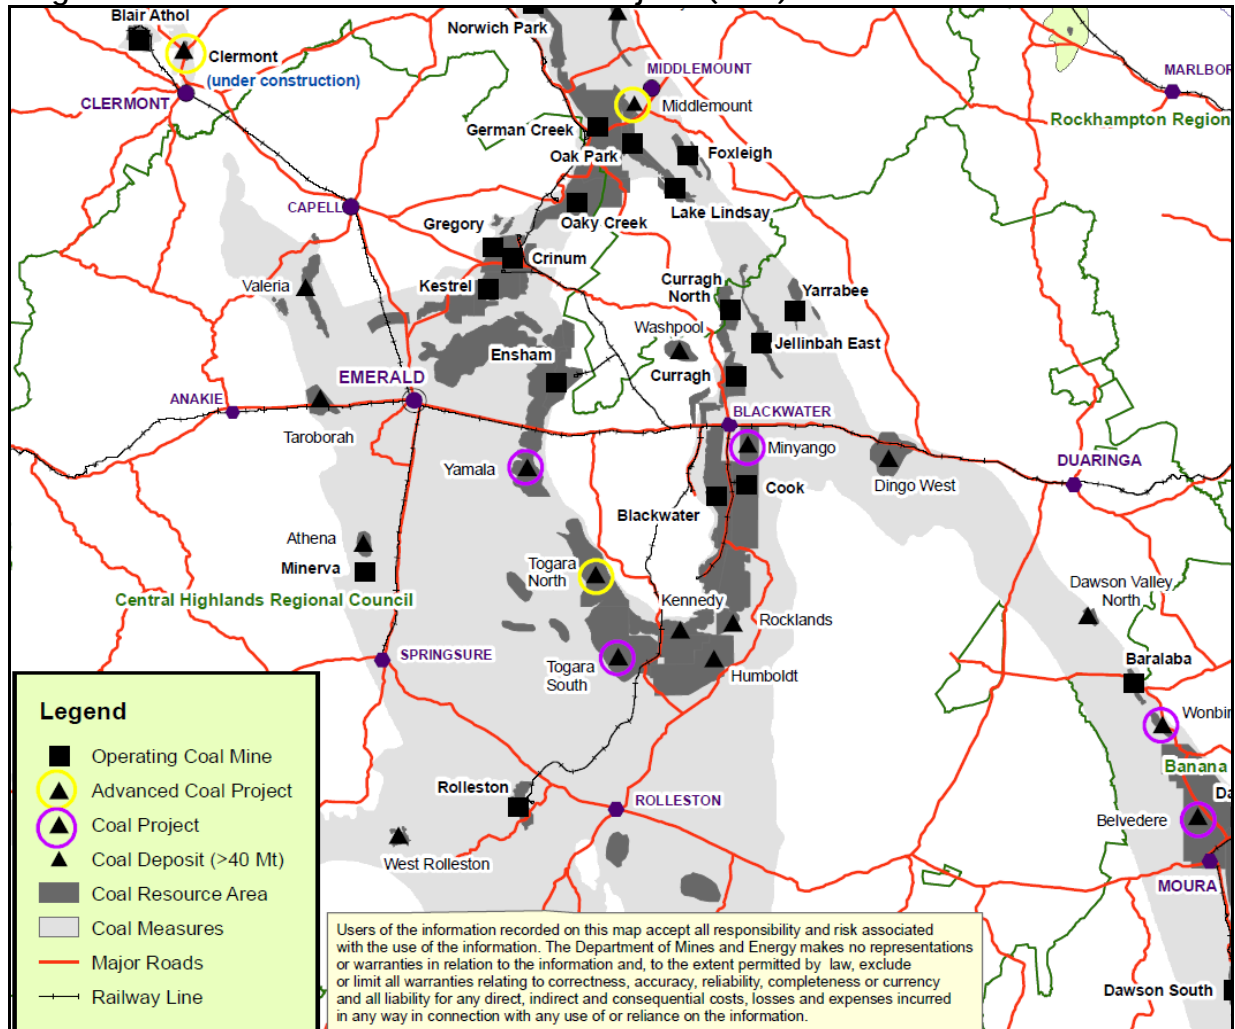 Blair Athol
Norwich Park
Clermont
(under construction)
CLERMONT
MIDDLEMOUNT
Middlemount
MARLBOR
Rockhampton Region
German Creek
Oak Park
Foxleigh
Lake Lindsay
Oaky Creek
CAPELL
Gregory
Crinum
Kestrel
Valeria
Curragh
North
Yarrabee
Washpool
Jellinbah East
Ensham
Curragh
EMERALD
ANAKIE
Taroborah
BLACKWATER
Minyango
Yamala
Cook
Dingo West
DUARINGA
Blackwater
Athena
Minerva
Togara
North
Central Highlands Regional Council
Kennedy
Rocklands
Dawson Valley
North
SPRINGSURE
Togara
South
Humboldt
Baralaba
Wonbin
Banana
Da
Belvedere
MOURA
Rolleston
ROLLESTON
West Rolleston
Dawson South
Legend
Operating Coal Mine
Advanced Coal Project
Coal Project
Coal Deposit (>40 Mt)
Coal Resource Area
Coal Measures
Major Roads
Railway Line
Users of the information recorded on this map accept all responsibility and risk associated
with the use of the information. The Department of Mines and Energy makes no representations
or warranties in relation to the information and, to the extent permitted by law, exclude
or limit all warranties relating to correctness, accuracy, reliability, completeness or currency
and all liability for any direct, indirect and consequential costs, losses and expenses incurred
in any way in connection with any use of or reliance on the information.